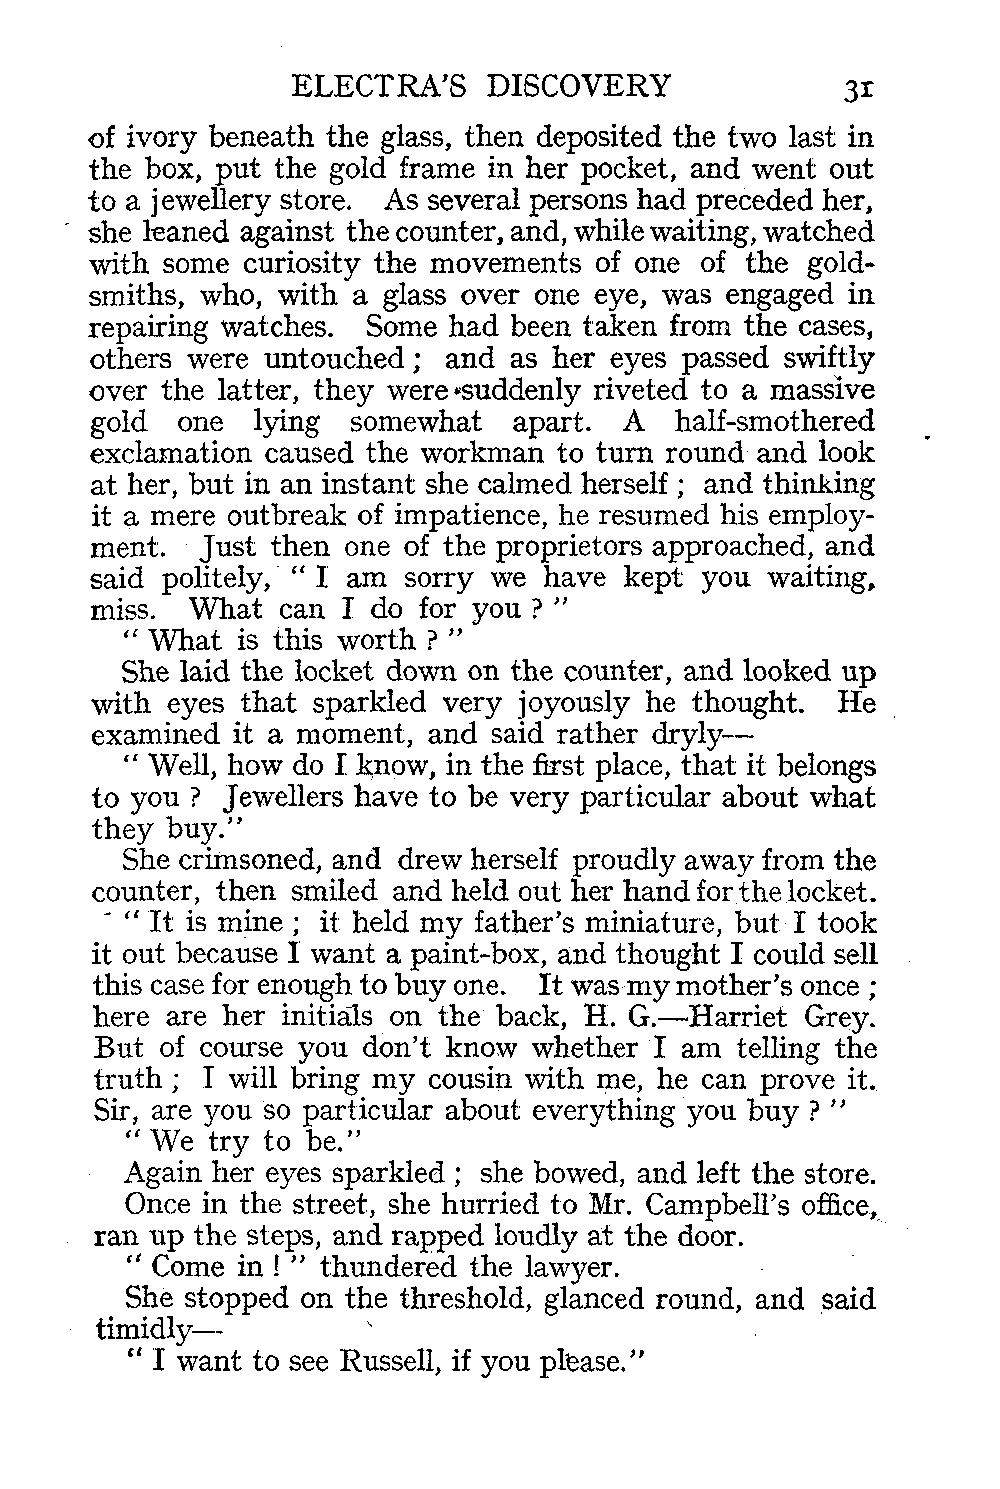 ELECTRA'S DISCOVERY 31
of ivory beneath the glass, then deposited the two last in
the box, put the gold frame in her pocket, and went out
to a jewellery store. As several persons had preceded her,
she leaned against the counter, and, while waiting, watched
with some curiosity the movements of one of the gold-
smiths, who, with a glass over one eye, was engaged in
repairing watches. Some had been taken from the cases,
others were untouched ; and as her eyes passed swiftly
over the latter, they were suddenly riveted to a massive
gold one lying somewhat apart. A half-smothered
exclamation caused the workman to turn round and look
at her, but in an instant she calmed herself ; and thinking
it a mere outbreak of impatience, he resumed his employ-
ment. Just then one of the proprietors approached, and
said politely, " I am sorry we have kept you waiting,
miss. What can I do for you ? "
" What is this worth ? "
She laid the locket down on the counter, and looked up
with eyes that sparkled very joyously he thought. He
examined it a moment, and said rather dryly—
" Well, how do I know, in the first place, that it belongs
to you ? Jewellers have to be very particular about what
they buy."
She crimsoned, and drew herself proudly away from the
counter, then smiled and held out her hand for the locket.
" It is mine ; it held my father's miniature, but I took
it out because I want a paint-box, and thought I could sell
this case for enough to buy one. It was my mother's once ;
here are her initials on the back, H. G.—Harriet Grey.
But of course you don't know whether I am telling the
truth ; I will bring my cousin with me, he can prove it.
Sir, are you so particular about everything you buy ? "
" We try to be."
Again her eyes sparkled ; she bowed, and left the store.
Once in the street, she hurried to Mr. Campbell's office,
ran up the steps, and rapped loudly at the door.
" Come in ! " thundered the lawyer.
She stopped on the threshold, glanced round, and said
timidly—
" I want to see Russell, if you please."